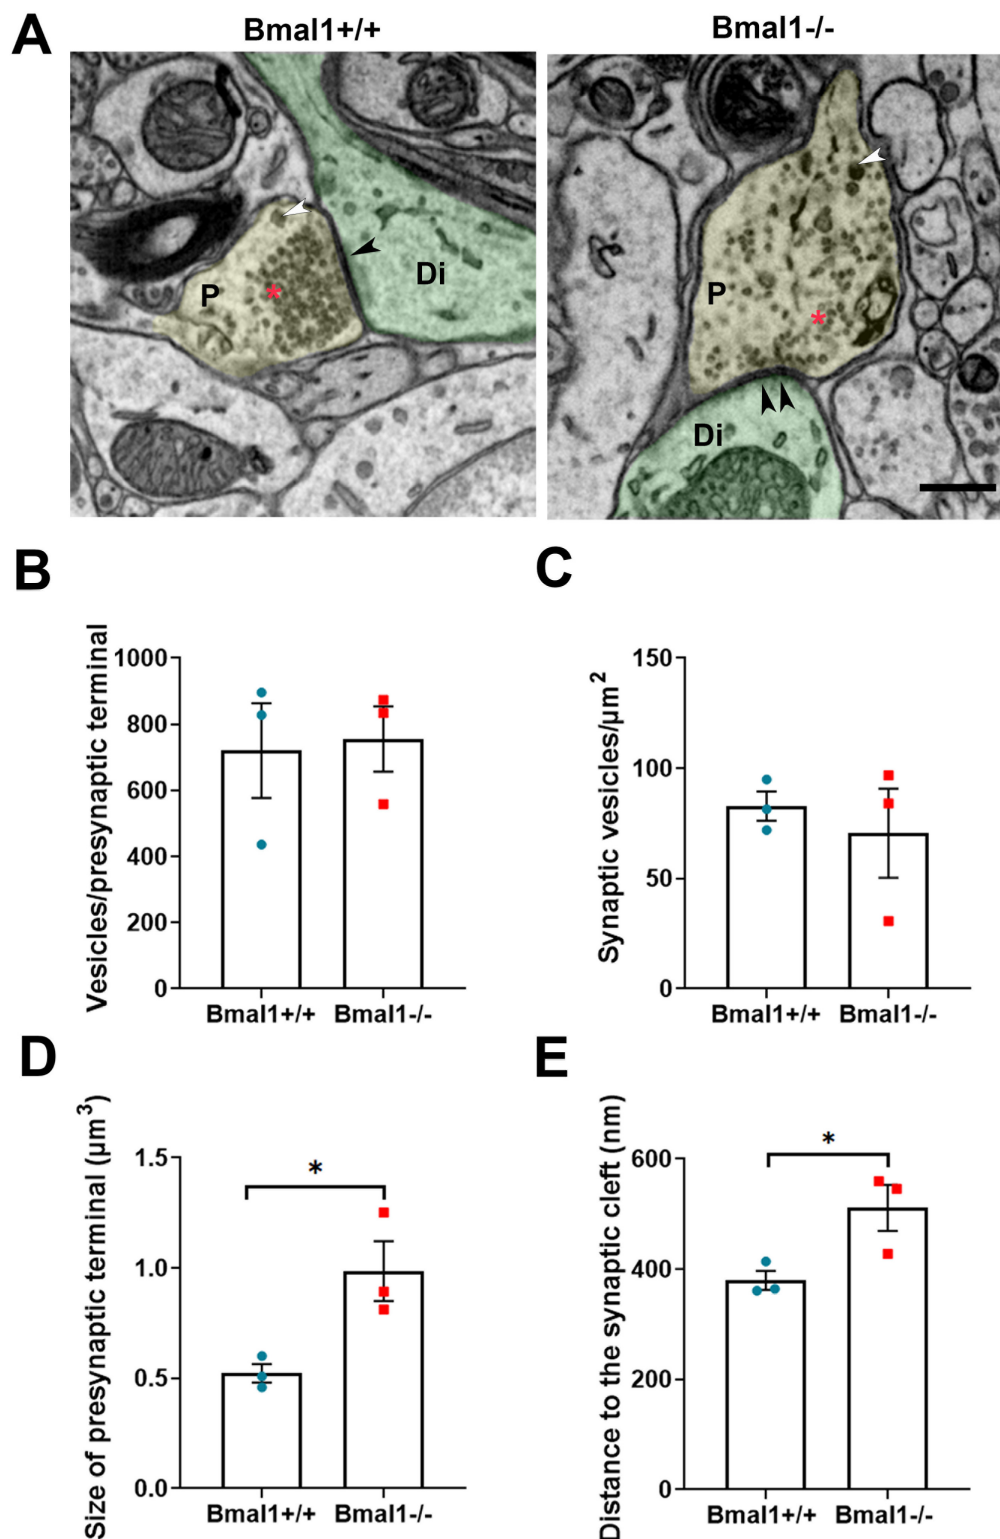 A
Bmal1+/+
Bmal1-/-
P
*
Di
P
*
Di
B
Vesicles/presynaptic terminal
1000
800
600
400
200
0
Bmal1+/+
Bmal1-/-
C
Synaptic vesicles/µm²
150
100
50
0
Bmal1+/+
Bmal1-/-
D
Size of presynaptic terminal (µm³)
1.5
1.0
0.5
0.0
*
Bmal1+/+
Bmal1-/-
E
Distance to the synaptic cleft (nm)
600
400
200
0
*
Bmal1+/+
Bmal1-/-